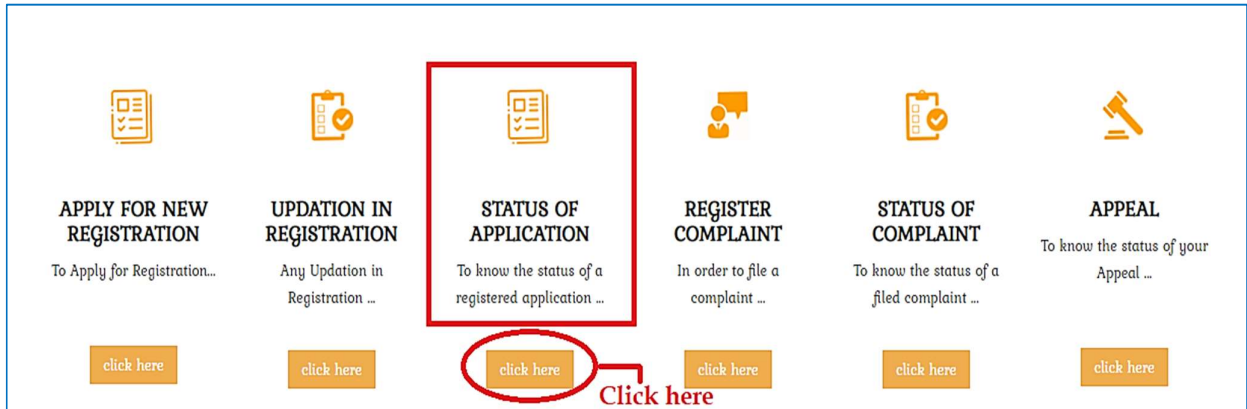 APPLY FOR NEW
REGISTRATION
To Apply for Registration...
click here
UPDATION IN
REGISTRATION
Any Updation in
Registration ...
click here
STATUS OF
APPLICATION
To know the status of a
registered application ...
click here
Click here
REGISTER
COMPLAINT
In order to file a
complaint ...
click here
STATUS OF
COMPLAINT
To know the status of a
filed complaint ...
click here
APPEAL
To know the status of your
Appeal ...
click here